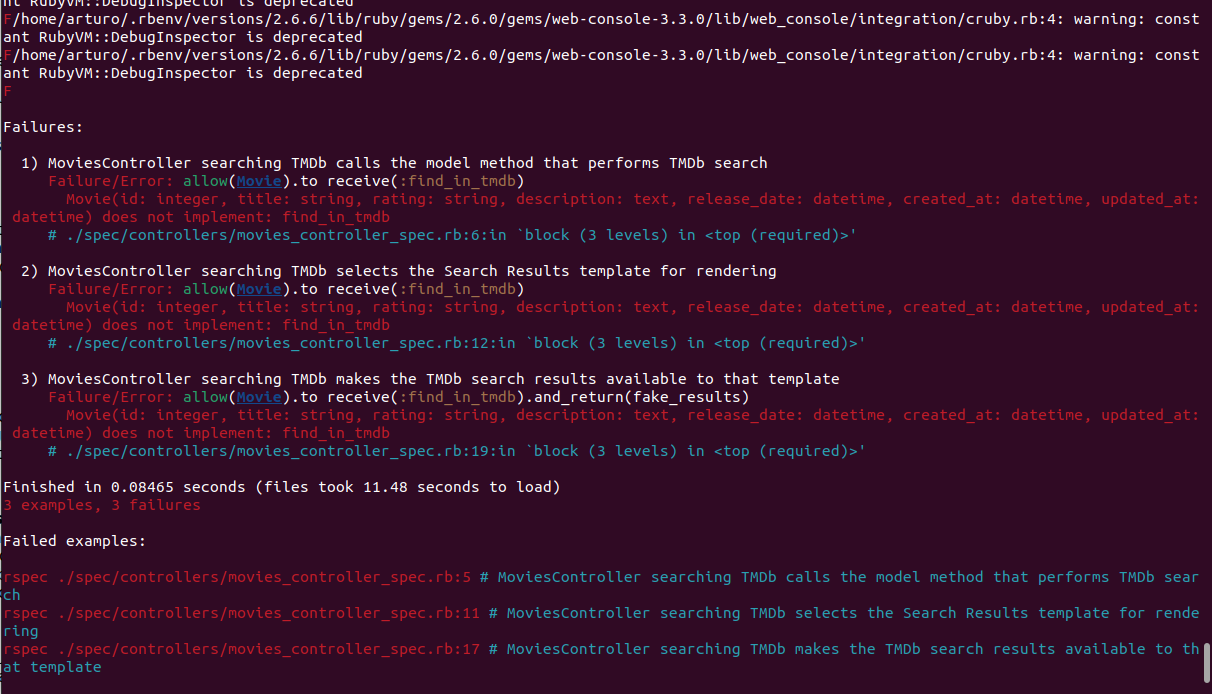 nt RubyVM::DebugInspector is deprecated
F/home/arturo/.rbenv/versions/2.6.6/lib/ruby/gems/2.6.0/gems/web-console-3.3.0/lib/web_console/integration/cruby.rb:4: warning: const
ant RubyVM::DebugInspector is deprecated
F/home/arturo/.rbenv/versions/2.6.6/lib/ruby/gems/2.6.0/gems/web-console-3.3.0/lib/web_console/integration/cruby.rb:4: warning: const
ant RubyVM::DebugInspector is deprecated
F
Failures:
1) MoviesController searching TMDb calls the model method that performs TMDb search
Failure/Error: allow(Movie).to receive(:find_in_tmdb)
Movie(id: integer, title: string, rating: string, description: text, release_date: datetime, created_at: datetime, updated_at:
datetime) does not implement: find_in_tmdb
# ./spec/controllers/movies_controller_spec.rb:6:in `block (3 levels) in <top (required)>'
2) MoviesController searching TMDb selects the Search Results template for rendering
Failure/Error: allow(Movie).to receive(:find_in_tmdb)
Movie(id: integer, title: string, rating: string, description: text, release_date: datetime, created_at: datetime, updated_at:
datetime) does not implement: find_in_tmdb
# ./spec/controllers/movies_controller_spec.rb:12:in `block (3 levels) in <top (required)>'
3) MoviesController searching TMDb makes the TMDb search results available to that template
Failure/Error: allow(Movie).to receive(:find_in_tmdb).and_return(fake_results)
Movie(id: integer, title: string, rating: string, description: text, release_date: datetime, created_at: datetime, updated_at:
datetime) does not implement: find_in_tmdb
# ./spec/controllers/movies_controller_spec.rb:19:in `block (3 levels) in <top (required)>'
Finished in 0.08465 seconds (files took 11.48 seconds to load)
3 examples, 3 failures
Failed examples:
rspec ./spec/controllers/movies_controller_spec.rb:5 # MoviesController searching TMDb calls the model method that performs TMDb sear
ch
rspec ./spec/controllers/movies_controller_spec.rb:11 # MoviesController searching TMDb selects the Search Results template for rende
ring
rspec ./spec/controllers/movies_controller_spec.rb:17 # MoviesController searching TMDb makes the TMDb search results available to th
at template